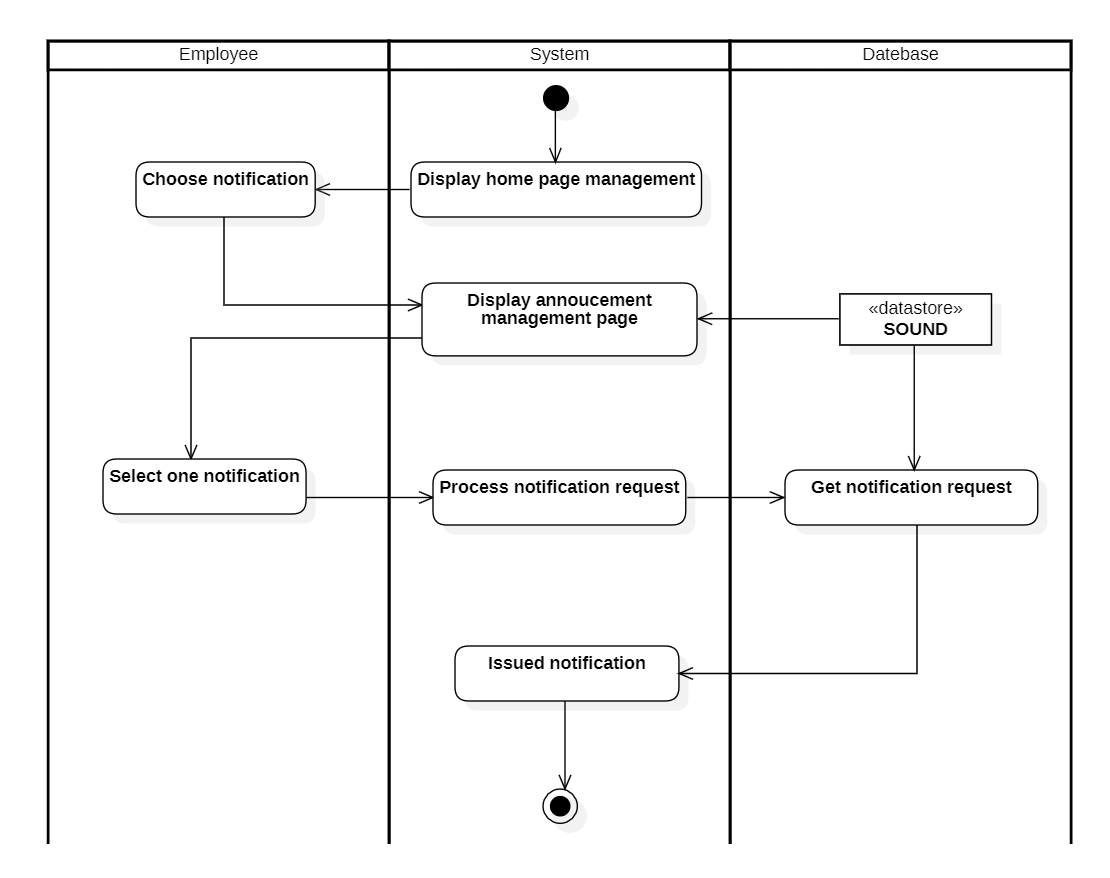 Employee
System
Datebase
Choose notification
Display home page management
Display annoucement
management page
«datastore»
SOUND
Select one notification
Process notification request
Get notification request
Issued notification